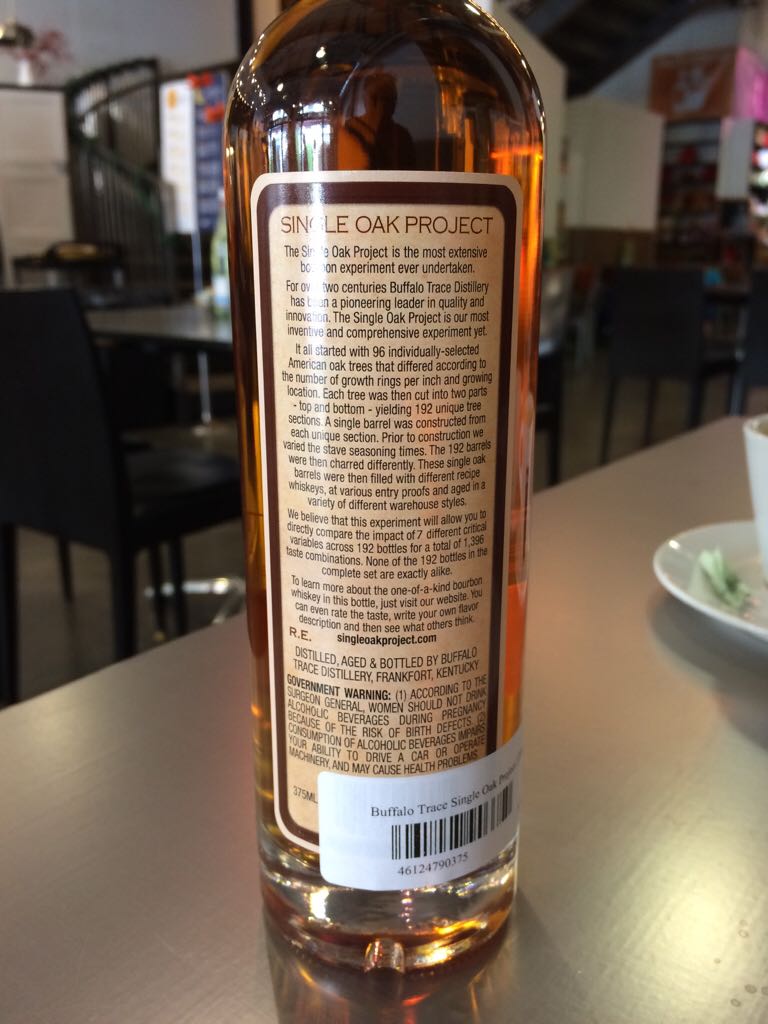 SINGLE OAK PROJECT
The Single Oak Project is the most extensive
bourbon experiment ever undertaken.
For over two centuries Buffalo Trace Distillery
has been a pioneering leader in quality and
innovation. The Single Oak Project is our most
inventive and comprehensive experiment yet.
It all started with 96 individually-selected
American oak trees that differed according to
the number of growth rings per inch and growing
location. Each tree was then cut into two parts
- top and bottom - yielding 192 unique tree
sections. A single barrel was constructed from
each unique section. Prior to construction we
varied the stave seasoning times. The 192 barrels
were then charred differently. These single oak
barrels were then filled with different recipe
whiskeys, at various entry proofs and aged in a
variety of different warehouse styles.
We believe that this experiment will allow you to
directly compare the impact of 7 different critical
variables across 192 bottles for a total of 1,396
taste combinations. None of the 192 bottles in the
complete set are exactly alike.
To learn more about the one-of-a-kind bourbon
whiskey in this bottle, just visit our website. You
can even rate the taste, write your own flavor
description and then see what others think.
R.E. singleoakproject.com
DISTILLED, AGED & BOTTLED BY BUFFALO
TRACE DISTILLERY, FRANKFORT, KENTUCKY
GOVERNMENT WARNING: (1) ACCORDING TO THE
SURGEON GENERAL, WOMEN SHOULD NOT DRINK
ALCOHOLIC BEVERAGES DURING PREGNANCY
BECAUSE OF THE RISK OF BIRTH DEFECTS. (2)
CONSUMPTION OF ALCOHOLIC BEVERAGES IMPAIRS
YOUR ABILITY TO DRIVE A CAR OR OPERATE
MACHINERY, AND MAY CAUSE HEALTH PROBLEMS.
375ML
Buffalo Trace Single Oak
46124790375